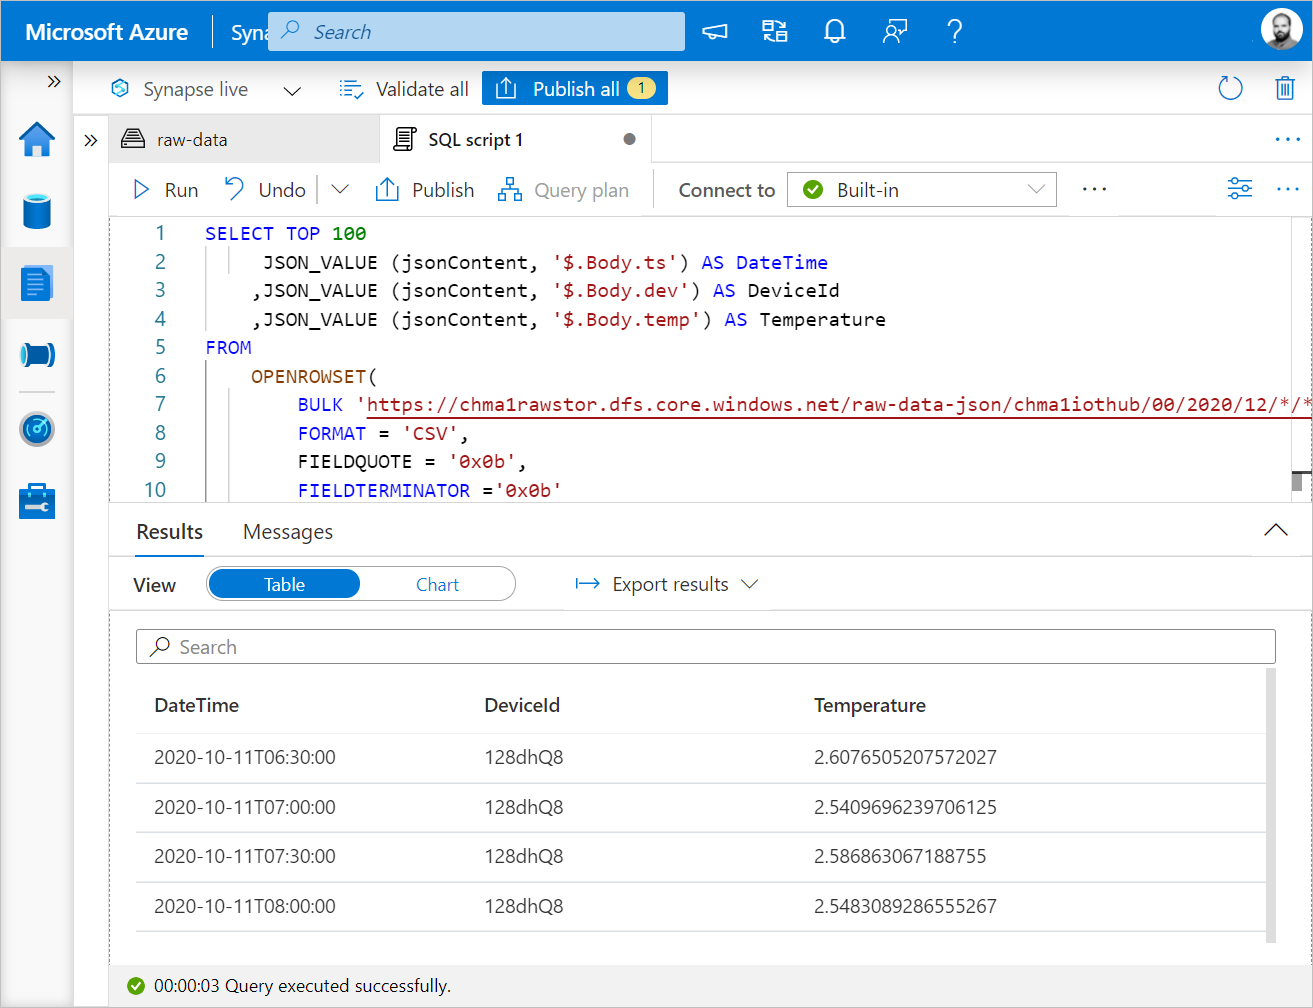 Microsoft Azure Syna Search
Synapse live Validate all Publish all 1
raw-data SQL script 1
Run Undo Publish Query plan Connect to Built-in
1 SELECT TOP 100
2 JSON_VALUE (jsonContent, '$.Body.ts') AS DateTime
3 ,JSON_VALUE (jsonContent, '$.Body.dev') AS DeviceId
4 ,JSON_VALUE (jsonContent, '$.Body.temp') AS Temperature
5 FROM
6 OPENROWSET(
7 BULK 'https://chma1rawstor.dfs.core.windows.net/raw-data-json/chma1iothub/00/2020/12/*/*
8 FORMAT = 'CSV',
9 FIELDQUOTE = '0x0b',
10 FIELDTERMINATOR ='0x0b'
Results Messages
View Table Chart Export results
Search
DateTime DeviceId Temperature
2020-10-11T06:30:00 128dhQ8 2.6076505207572027
2020-10-11T07:00:00 128dhQ8 2.5409696239706125
2020-10-11T07:30:00 128dhQ8 2.586863067188755
2020-10-11T08:00:00 128dhQ8 2.5483089286555267
00:00:03 Query executed successfully.